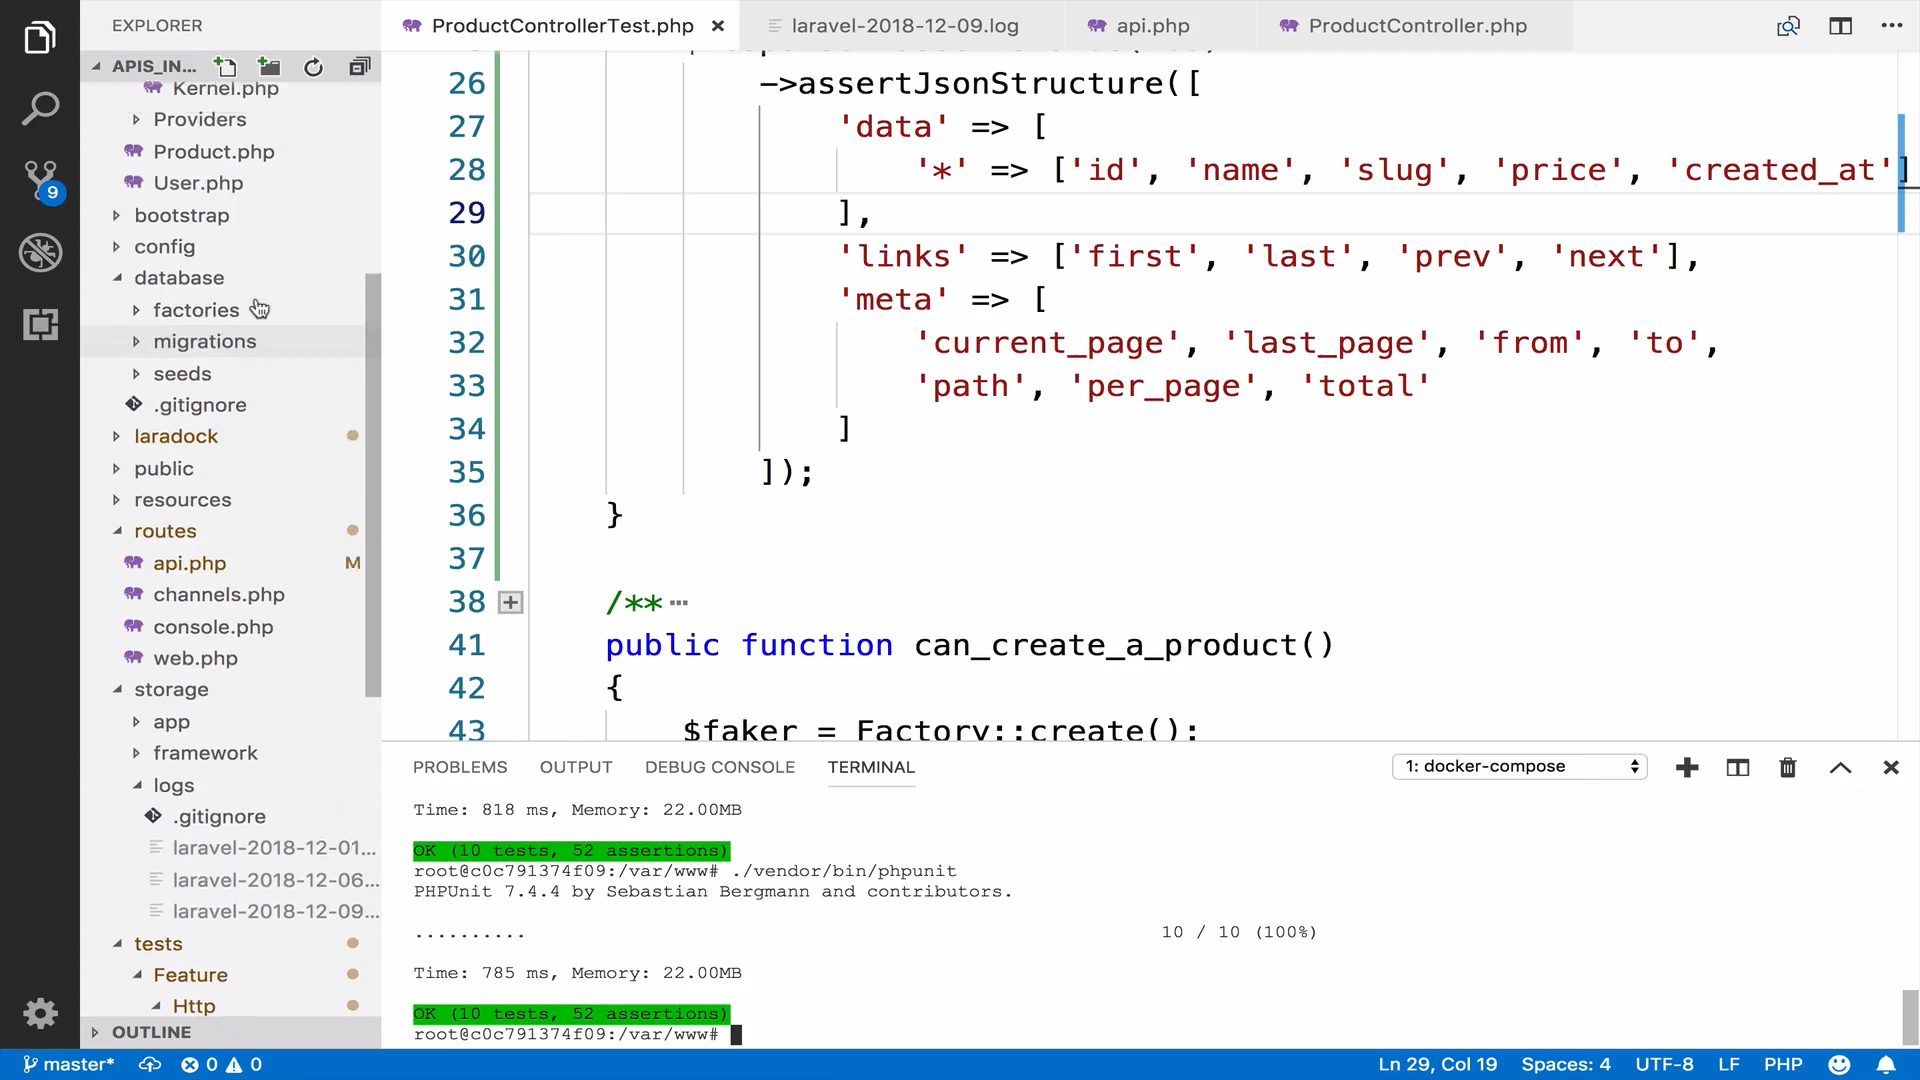 EXPLORER
ProductControllerTest.php
laravel-2018-12-09.log
api.php
ProductController.php
APIS_IN...
Kernel.php
Providers
Product.php
User.php
bootstrap
config
database
factories
migrations
seeds
.gitignore
laradock
public
resources
routes
api.php M
channels.php
console.php
web.php
storage
app
framework
logs
.gitignore
laravel-2018-12-01...
laravel-2018-12-06...
laravel-2018-12-09...
tests
Feature
Http
OUTLINE
9
26 ->assertJsonStructure([
27 'data' => [
28 '*' => ['id', 'name', 'slug', 'price', 'created_at']
29 ],
30 'links' => ['first', 'last', 'prev', 'next'],
31 'meta' => [
32 'current_page', 'last_page', 'from', 'to',
33 'path', 'per_page', 'total'
34 ]
35 ]);
36 }
37
38 /** ...
41 public function can_create_a_product()
42 {
43 $faker = Factory::create();
PROBLEMS OUTPUT DEBUG CONSOLE TERMINAL 1: docker-compose
Time: 818 ms, Memory: 22.00MB
OK (10 tests, 52 assertions)
root@c0c791374f09:/var/www# ./vendor/bin/phpunit
PHPUnit 7.4.4 by Sebastian Bergmann and contributors.
.......... 10 / 10 (100%)
Time: 785 ms, Memory: 22.00MB
OK (10 tests, 52 assertions)
root@c0c791374f09:/var/www#
master* 0 0 Ln 29, Col 19 Spaces: 4 UTF-8 LF PHP